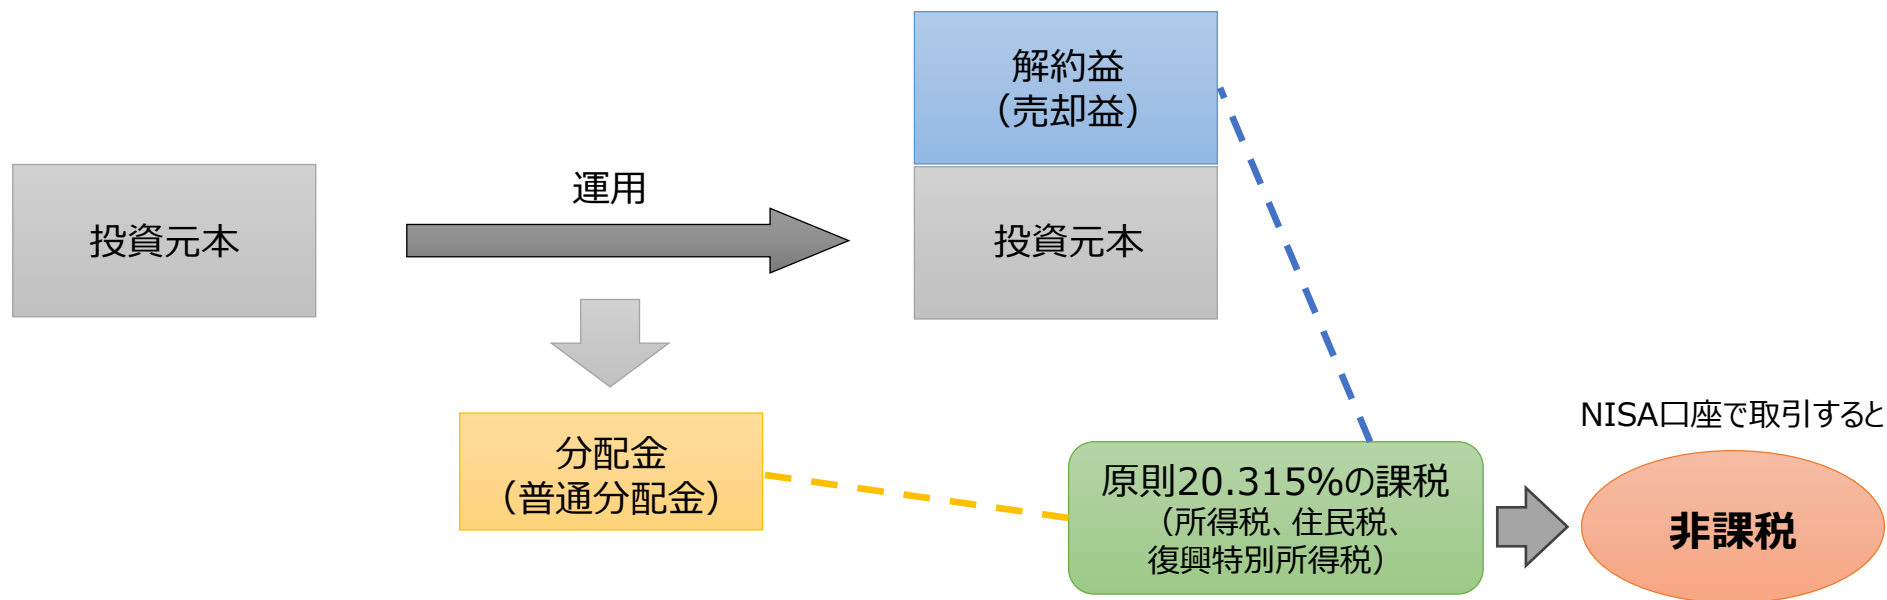 解約益
（売却益）
運用
投資元本
投資元本
分配金
（普通分配金）
NISA口座で取引すると
原則20.315%の課税
（所得税、住民税、
復興特別所得税）
非課税